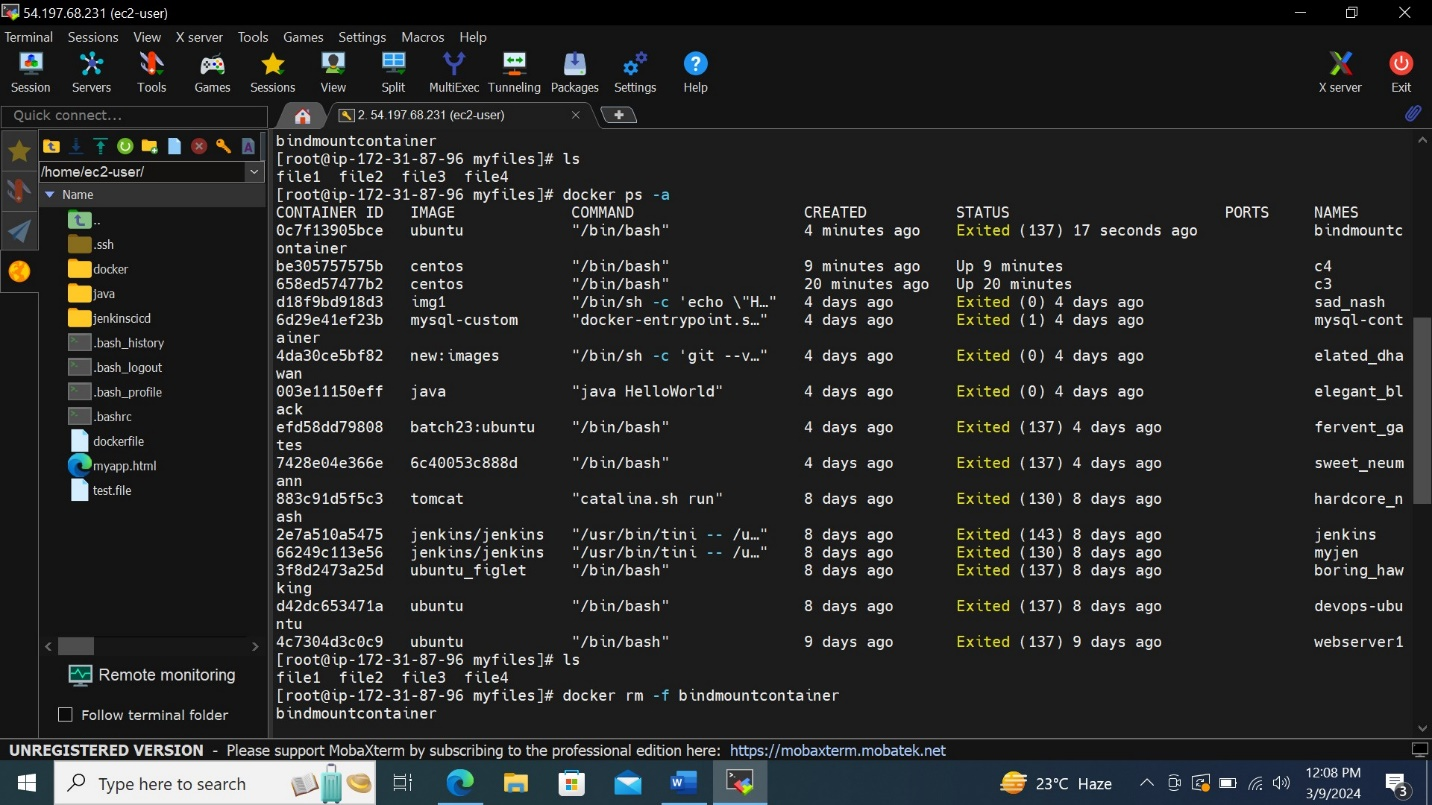 54.197.68.231 (ec2-user)
Terminal Sessions View X server Tools Games Settings Macros Help
Session Servers Tools Games Sessions View Split MultiExec Tunneling Packages Settings Help X server Exit
Quick connect...
2. 54.197.68.231 (ec2-user)
/home/ec2-user/
Name
..
.ssh
docker
java
jenkinscicd
.bash_history
.bash_logout
.bash_profile
.bashrc
dockerfile
myapp.html
test.file
Remote monitoring
Follow terminal folder
bindmountcontainer
[root@ip-172-31-87-96 myfiles]# ls
file1 file2 file3 file4
[root@ip-172-31-87-96 myfiles]# docker ps -a
CONTAINER ID IMAGE COMMAND CREATED STATUS PORTS NAMES
0c7f13905bce ubuntu "/bin/bash" 4 minutes ago Exited (137) 17 seconds ago bindmountc
ontainer
be305757575b centos "/bin/bash" 9 minutes ago Up 9 minutes c4
658ed57477b2 centos "/bin/bash" 20 minutes ago Up 20 minutes c3
d18f9bd918d3 img1 "/bin/sh -c 'echo \"H…" 4 days ago Exited (0) 4 days ago sad_nash
6d29e41ef23b mysql-custom "docker-entrypoint.s…" 4 days ago Exited (1) 4 days ago mysql-cont
ainer
4da30ce5bf82 new:images "/bin/sh -c 'git --v…" 4 days ago Exited (0) 4 days ago elated_dha
wan
003e11150eff java "java HelloWorld" 4 days ago Exited (0) 4 days ago elegant_bl
ack
efd58dd79808 batch23:ubuntu "/bin/bash" 4 days ago Exited (137) 4 days ago fervent_ga
tes
7428e04e366e 6c40053c888d "/bin/bash" 4 days ago Exited (137) 4 days ago sweet_neum
ann
883c91d5f5c3 tomcat "catalina.sh run" 8 days ago Exited (130) 8 days ago hardcore_n
ash
2e7a510a5475 jenkins/jenkins "/usr/bin/tini -- /u…" 8 days ago Exited (143) 8 days ago jenkins
66249c113e56 jenkins/jenkins "/usr/bin/tini -- /u…" 8 days ago Exited (130) 8 days ago myjen
3f8d2473a25d ubuntu_figlet "/bin/bash" 8 days ago Exited (137) 8 days ago boring_haw
king
d42dc653471a ubuntu "/bin/bash" 8 days ago Exited (137) 8 days ago devops-ubu
ntu
4c7304d3c0c9 ubuntu "/bin/bash" 9 days ago Exited (137) 9 days ago webserver1
[root@ip-172-31-87-96 myfiles]# ls
file1 file2 file3 file4
[root@ip-172-31-87-96 myfiles]# docker rm -f bindmountcontainer
bindmountcontainer
UNREGISTERED VERSION - Please support MobaXterm by subscribing to the professional edition here: https://mobaxterm.mobatek.net
Type here to search
23°C Haze
12:08 PM
3/9/2024
3